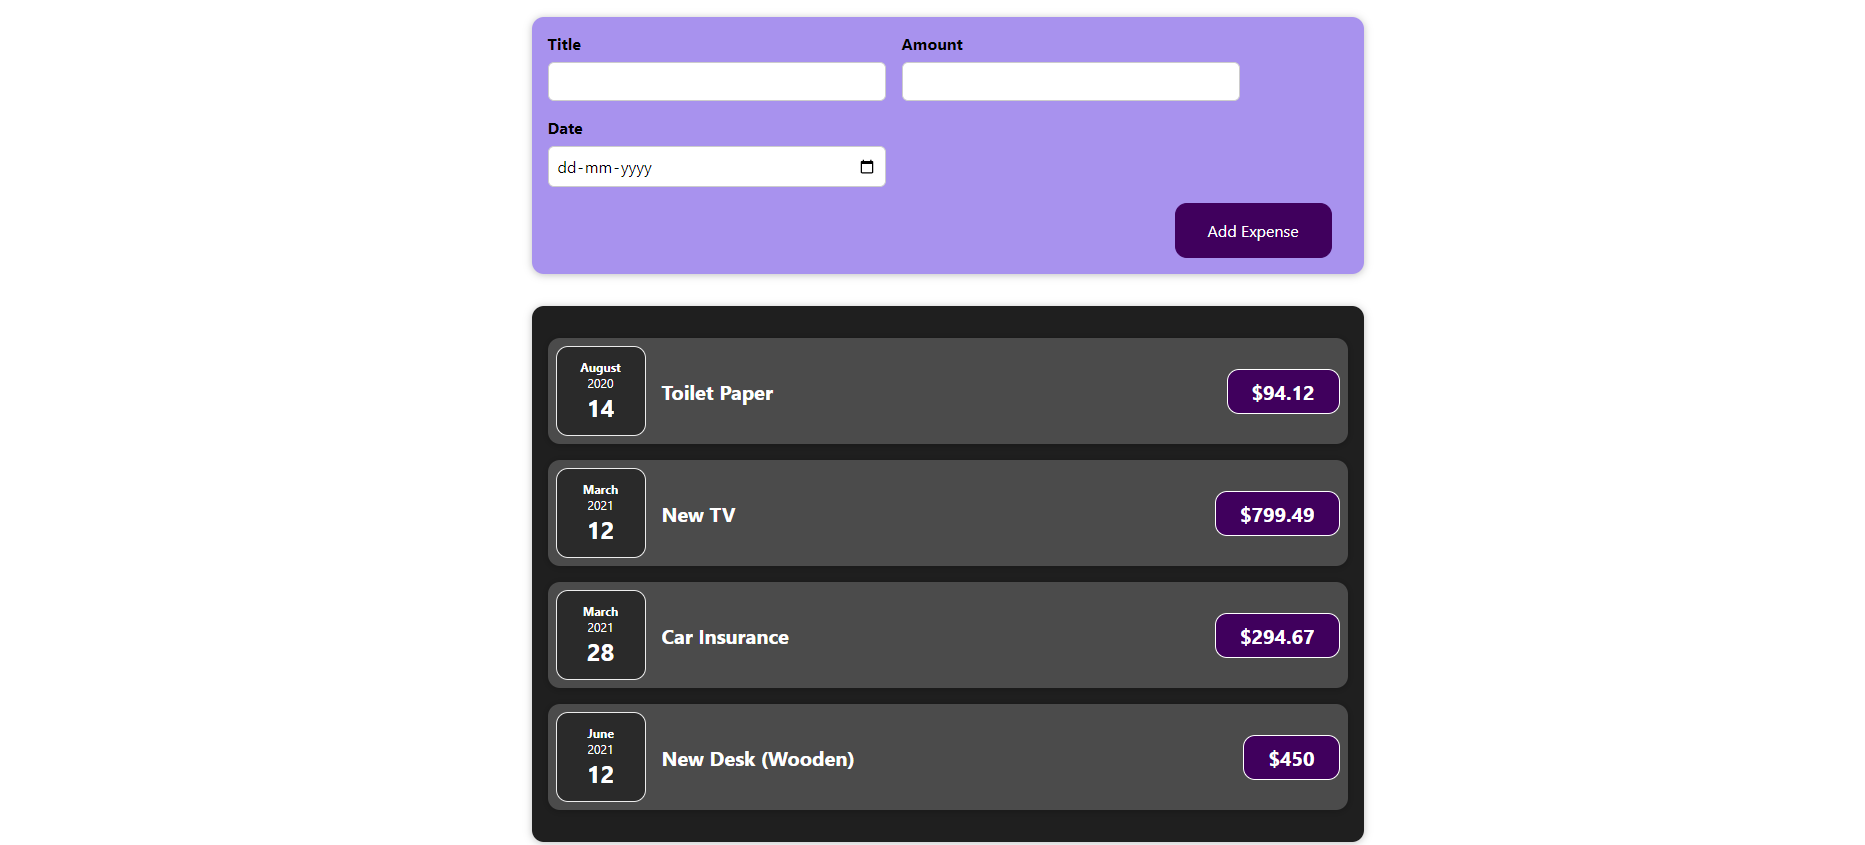 Title
Amount
Date
dd-mm-yyyy
Add Expense
August
2020
14
Toilet Paper
$94.12
March
2021
12
New TV
$799.49
March
2021
28
Car Insurance
$294.67
June
2021
12
New Desk (Wooden)
$450